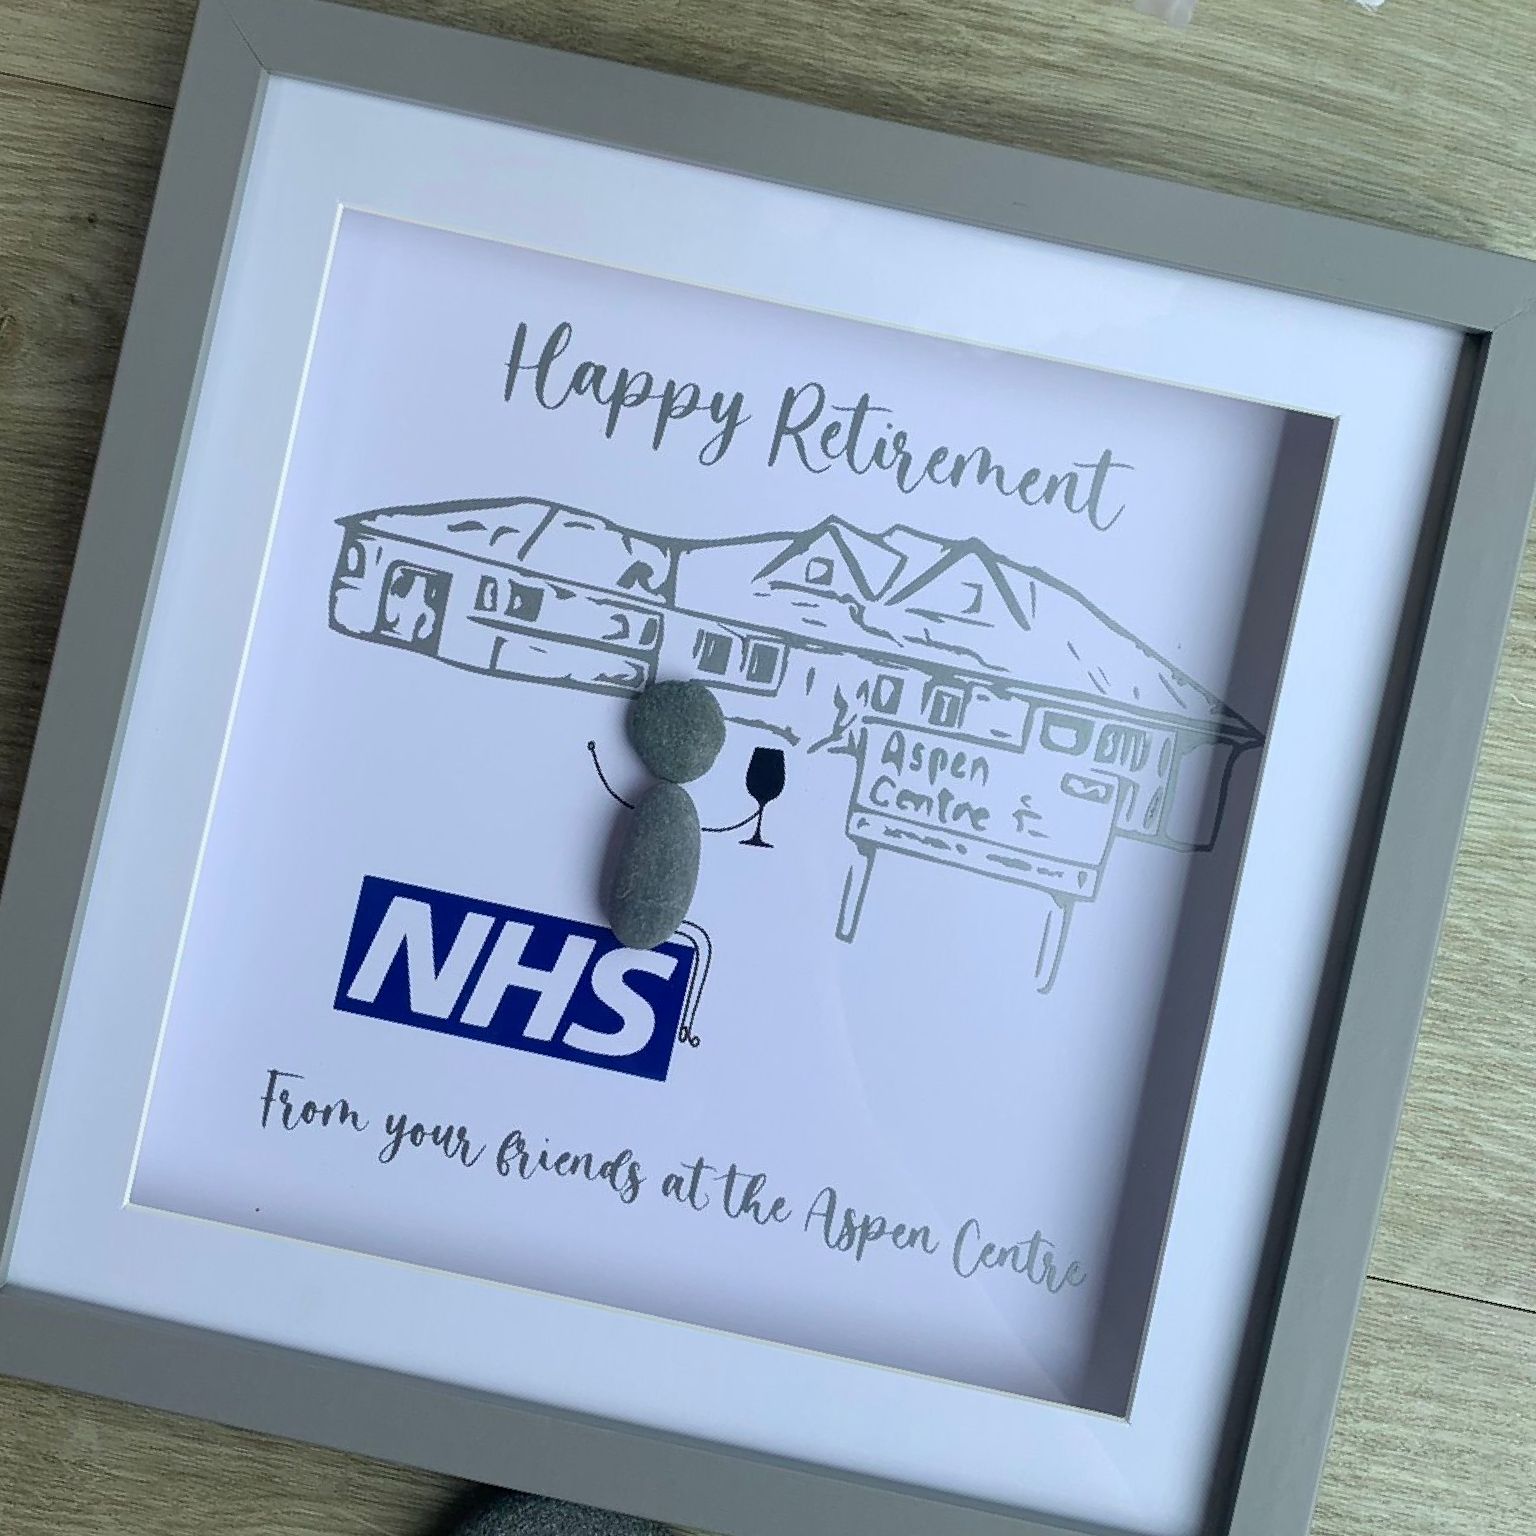 Happy Retirement
Aspen
Centre
NHS
From your friends at the Aspen Centre